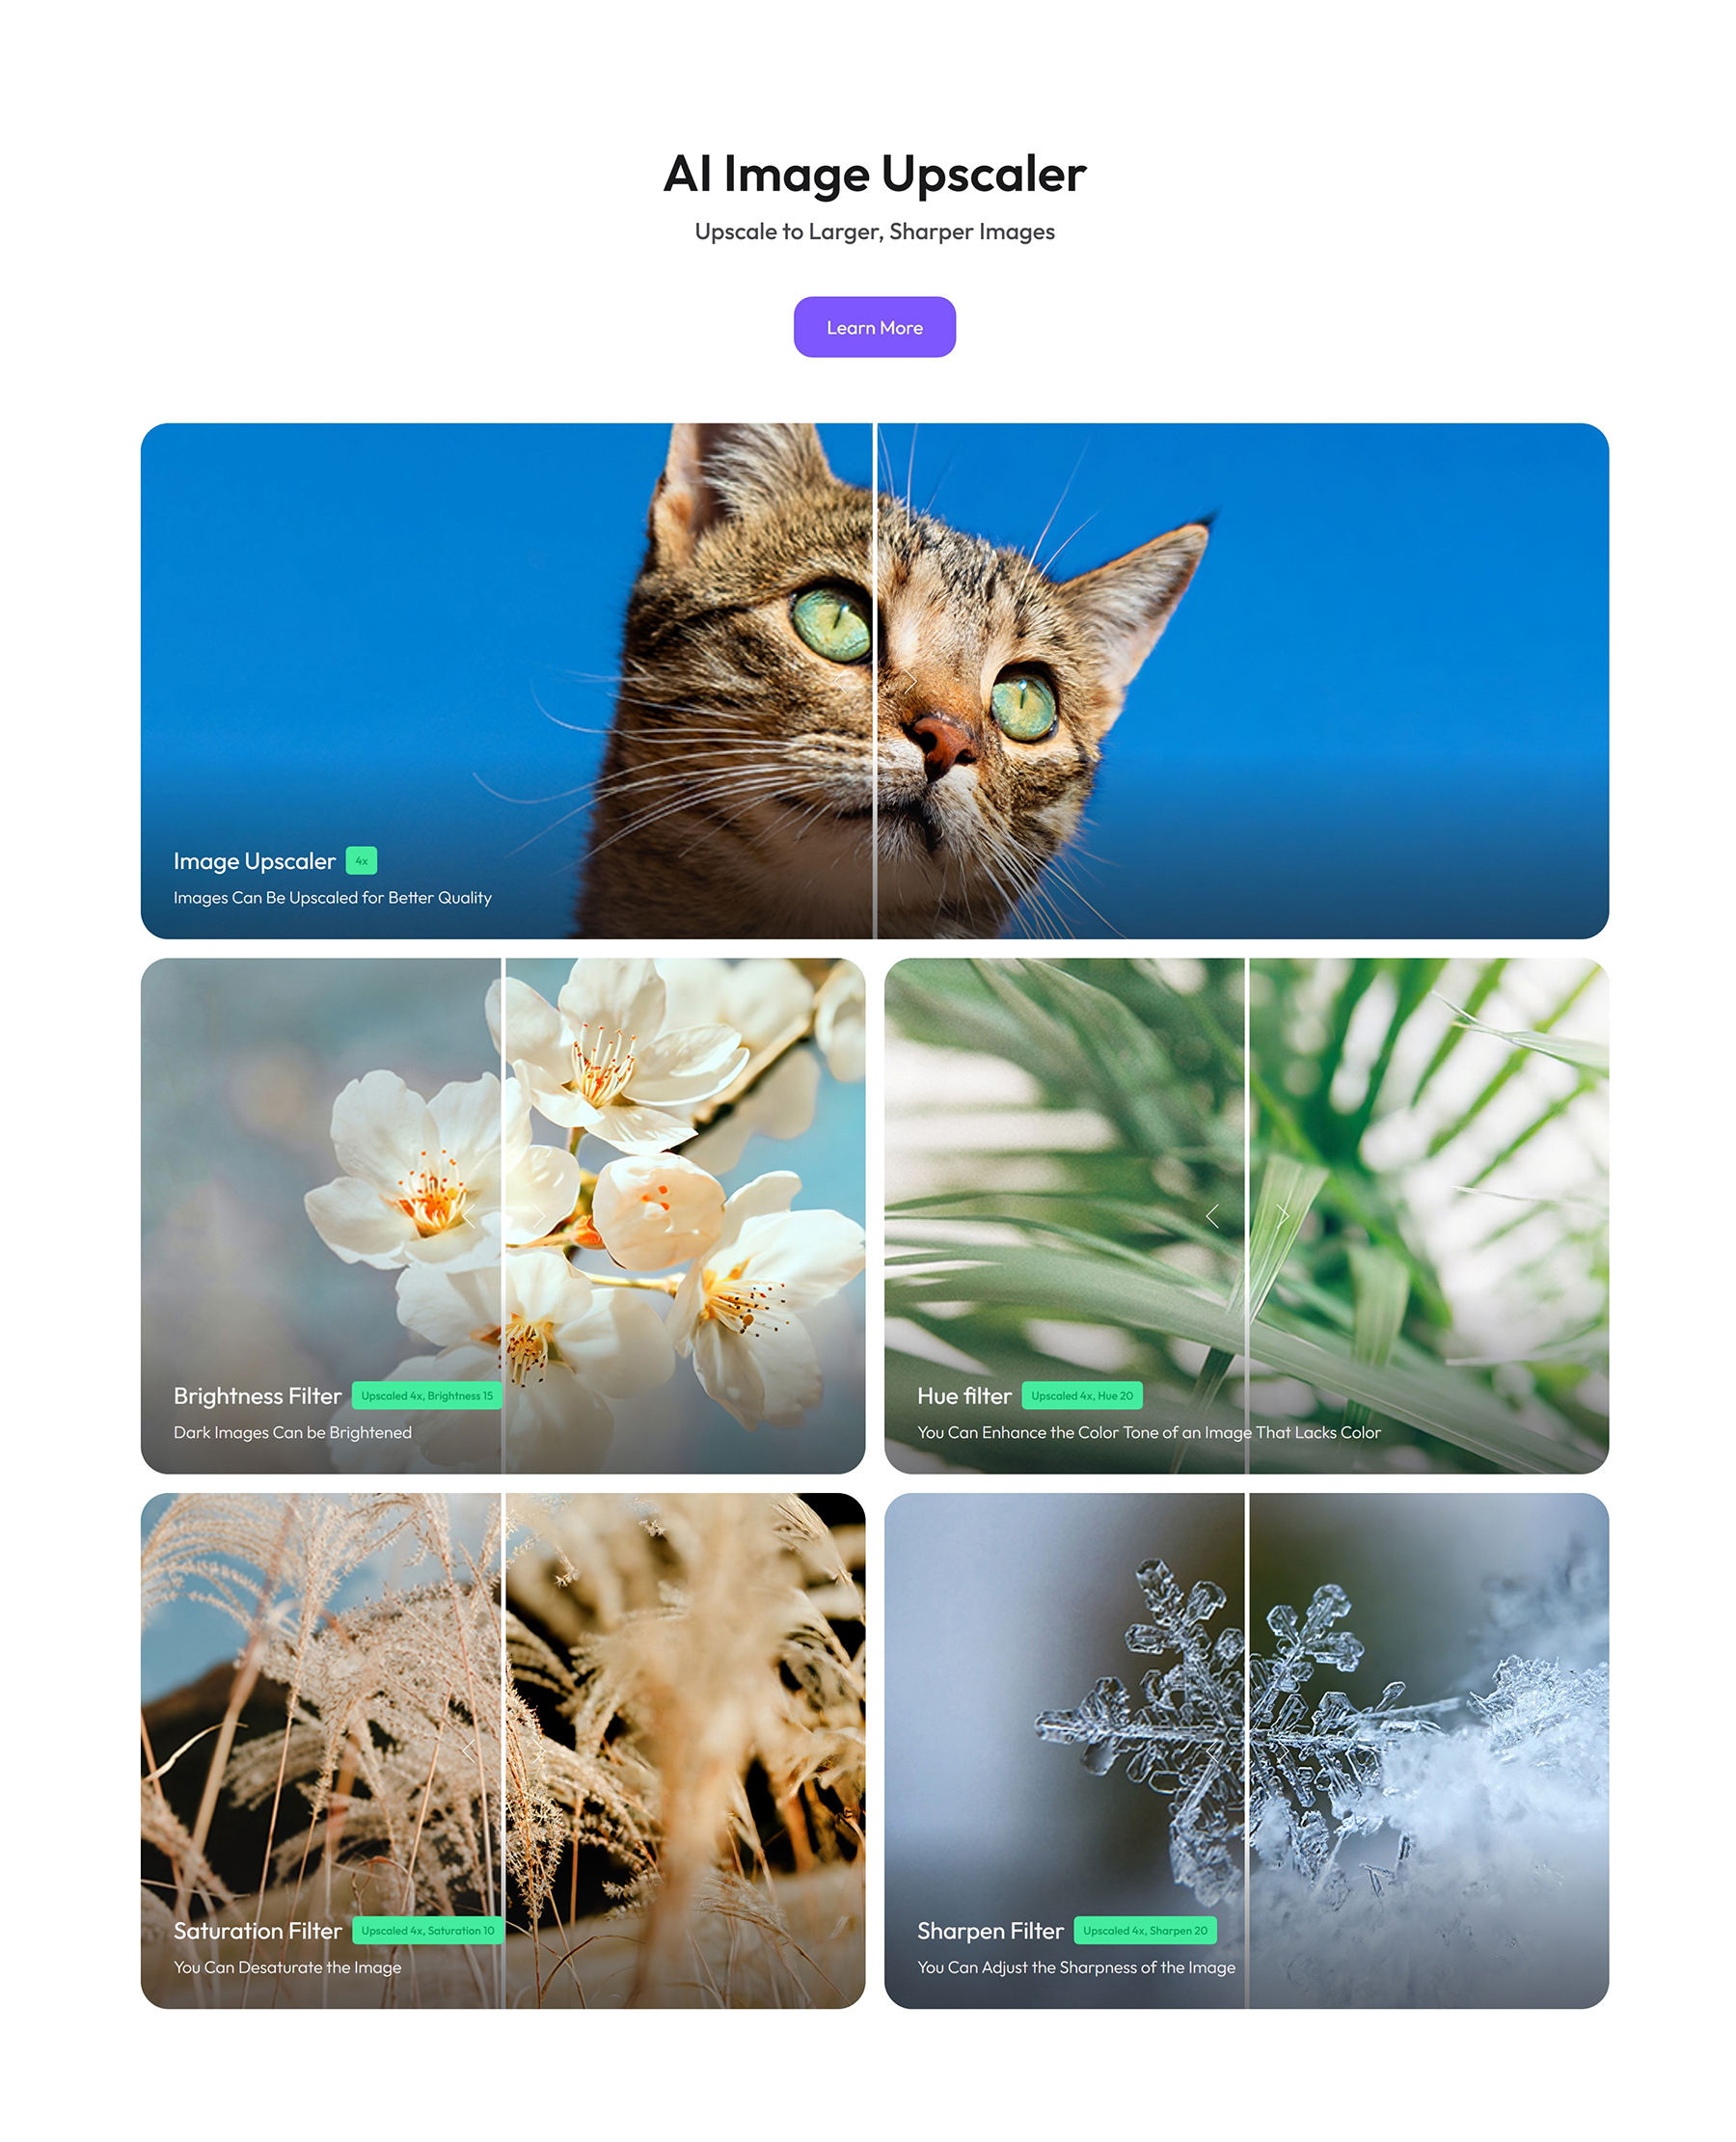 AI Image Upscaler
Upscale to Larger, Sharper Images
Learn More
Image Upscaler 4x
Images Can Be Upscaled for Better Quality
Brightness Filter Upscaled 4x, Brightness 15
Dark Images Can be Brightened
Hue filter Upscaled 4x, Hue 20
You Can Enhance the Color Tone of an Image That Lacks Color
Saturation Filter Upscaled 4x, Saturation 10
You Can Desaturate the Image
Sharpen Filter Upscaled 4x, Sharpen 20
You Can Adjust the Sharpness of the Image